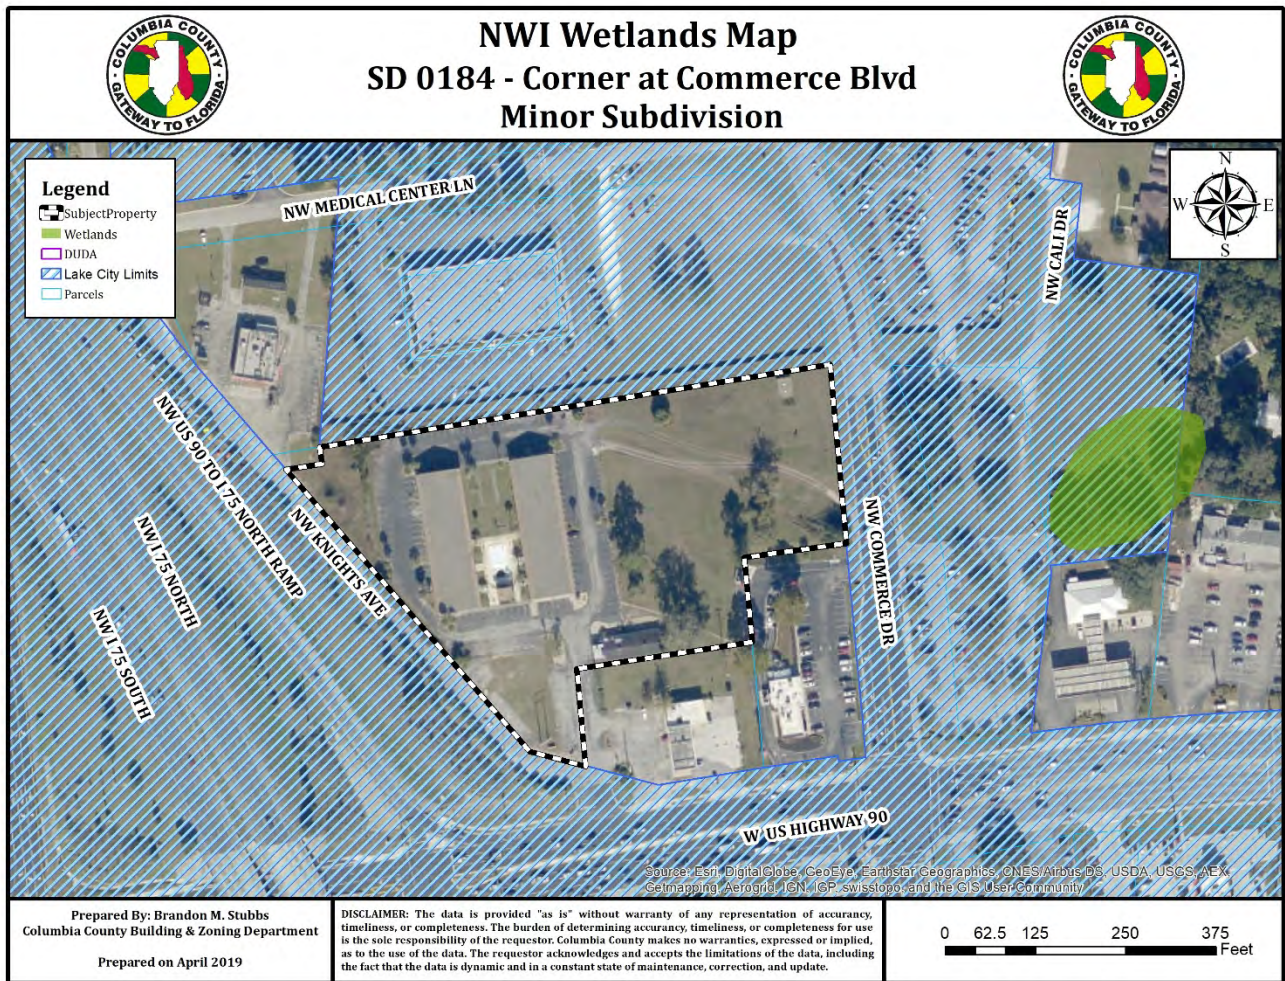 NWI Wetlands Map
SD 0184 - Corner at Commerce Blvd
Minor Subdivision
COLUMBIA COUNTY
GATEWAY TO FLORIDA
COLUMBIA COUNTY
GATEWAY TO FLORIDA
Legend
SubjectProperty
Wetlands
DUDA
Lake City Limits
Parcels
N
W E
S
NW MEDICAL CENTER LN
NW CALI DR
NW US 90 TO I 75 NORTH RAMP
NW KNIGHTS AVE
NW I 75 NORTH
NW I 75 SOUTH
NW COMMERCE DR
W US HIGHWAY 90
Source: Esri, DigitalGlobe, GeoEye, Earthstar Geographics, CNES/Airbus DS, USDA, USGS, AEX,
Getmapping, Aerogrid, IGN, IGP, swisstopo, and the GIS User Community
Prepared By: Brandon M. Stubbs
Columbia County Building & Zoning Department
Prepared on April 2019
DISCLAIMER: The data is provided "as is" without warranty of any representation of accurancy,
timeliness, or completeness. The burden of determining accurancy, timeliness, or completeness for use
is the sole responsibility of the requestor. Columbia County makes no warranties, expressed or implied,
as to the use of the data. The requestor acknowledges and accepts the limitations of the data, including
the fact that the data is dynamic and in a constant state of maintenance, correction, and update.
0 62.5 125 250 375
Feet